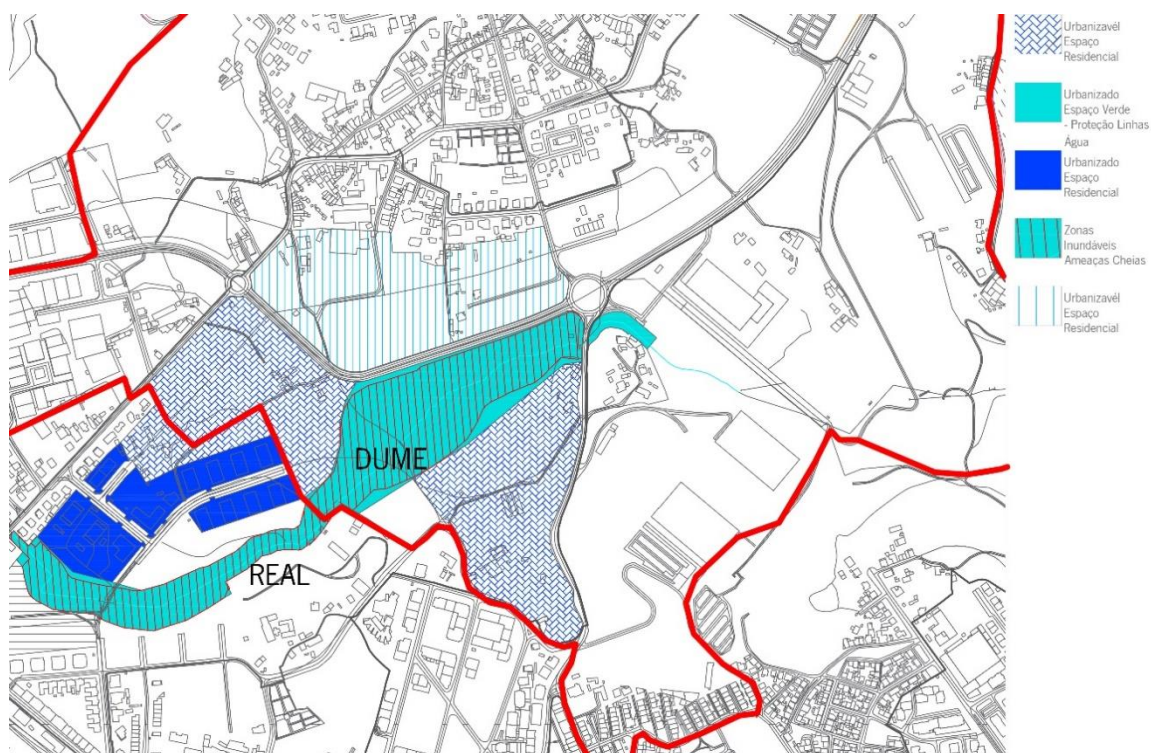 Urbanizavél
Espaço
Residencial
Urbanizado
Espaço Verde
- Proteção Linhas
Água
Urbanizado
Espaço
Residencial
Zonas
Inundáveis
Ameaças Cheias
Urbanizavél
Espaço
Residencial
DUME
REAL